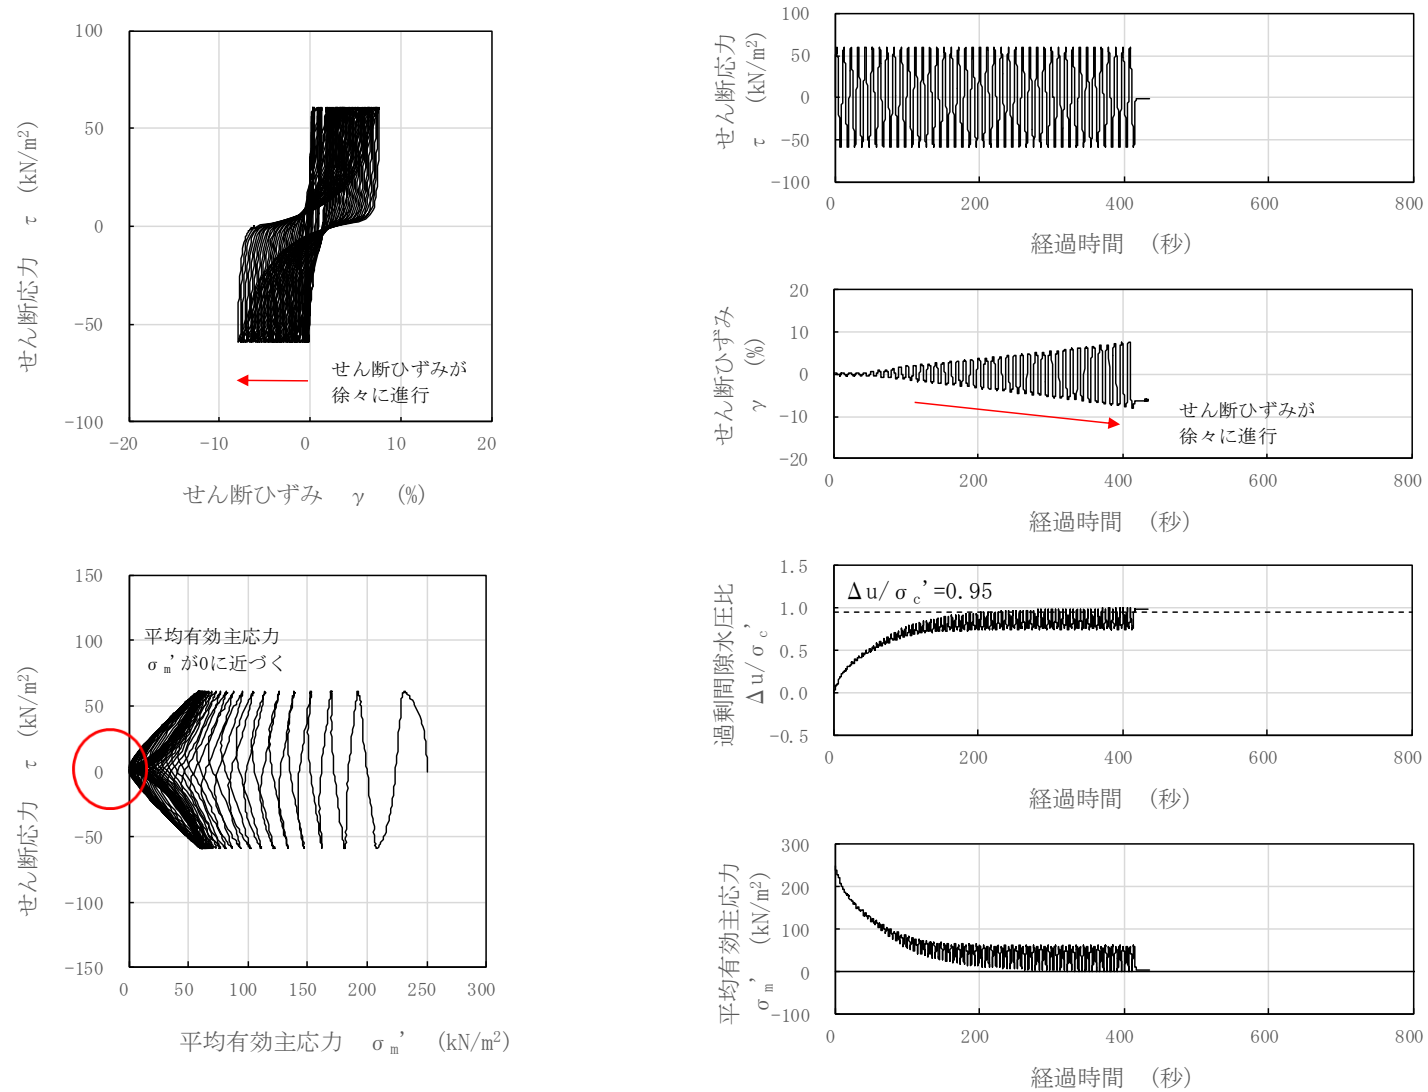 せん断応力 τ (kN/m²)
100
50
0
-50
-100
-20
-10
0
10
20
せん断ひずみ γ (%)
せん断ひずみが
徐々に進行
せん断応力 τ (kN/m²)
150
100
50
0
-50
-100
-150
0
50
100
150
200
250
300
平均有効主応力 σm' (kN/m²)
平均有効主応力
σm'が0に近づく
せん断応力
τ (kN/m²)
100
50
0
-50
-100
0
200
400
600
800
経過時間 (秒)
せん断ひずみ
γ (%)
20
10
0
-10
-20
0
200
400
600
800
経過時間 (秒)
せん断ひずみが
徐々に進行
過剰間隙水圧比
Δu/σc'
1.5
1.0
0.5
0.0
-0.5
0
200
400
600
800
経過時間 (秒)
Δu/σc'=0.95
平均有効主応力
σm' (kN/m²)
300
200
100
0
-100
0
200
400
600
800
経過時間 (秒)